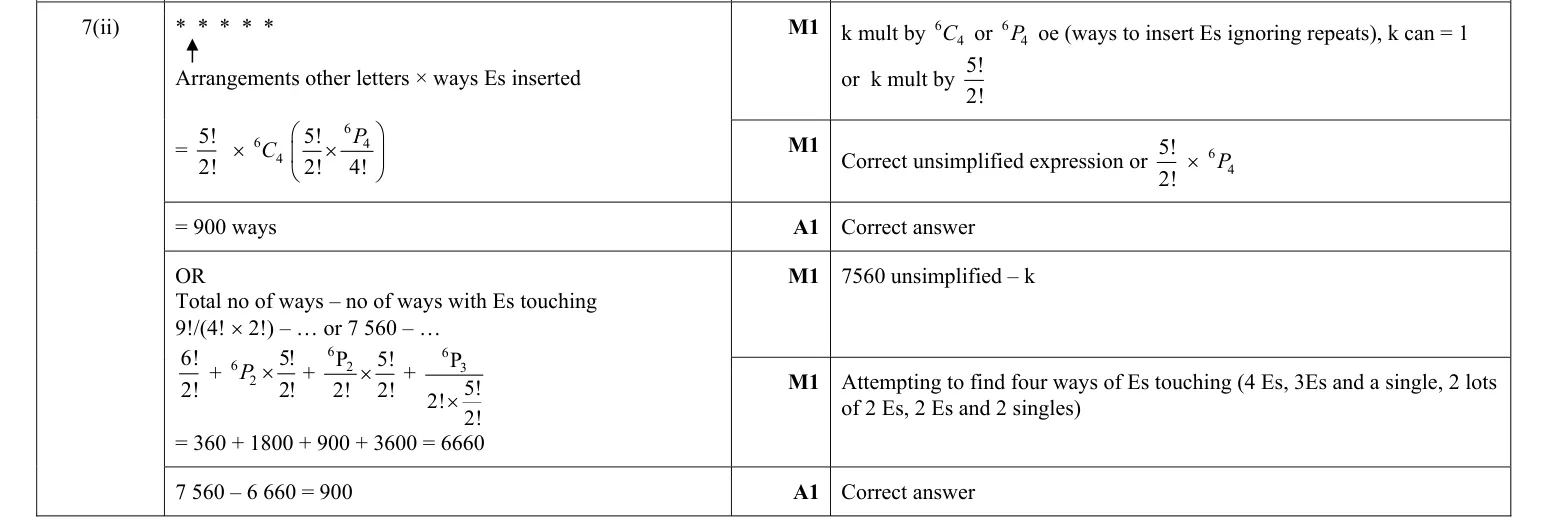 7(ii)
* * * * *
Arrangements other letters × ways Es inserted
= 5!/2! × ⁶C₄ (5!/2! × ⁶P₄/4!)
M1
k mult by ⁶C₄ or ⁶P₄ oe (ways to insert Es ignoring repeats), k can = 1
or k mult by 5!/2!
M1
Correct unsimplified expression or 5!/2! × ⁶P₄
= 900 ways
A1
Correct answer
OR
Total no of ways – no of ways with Es touching
9!/(4! × 2!) – … or 7 560 – …
6!/2! + ⁶P₂ × 5!/2! + ⁶P₂/2! × 5!/2! + ⁶P₃/(2! × 5!/2!)
= 360 + 1800 + 900 + 3600 = 6660
M1
7560 unsimplified – k
M1
Attempting to find four ways of Es touching (4 Es, 3Es and a single, 2 lots
of 2 Es, 2 Es and 2 singles)
7 560 – 6 660 = 900
A1
Correct answer